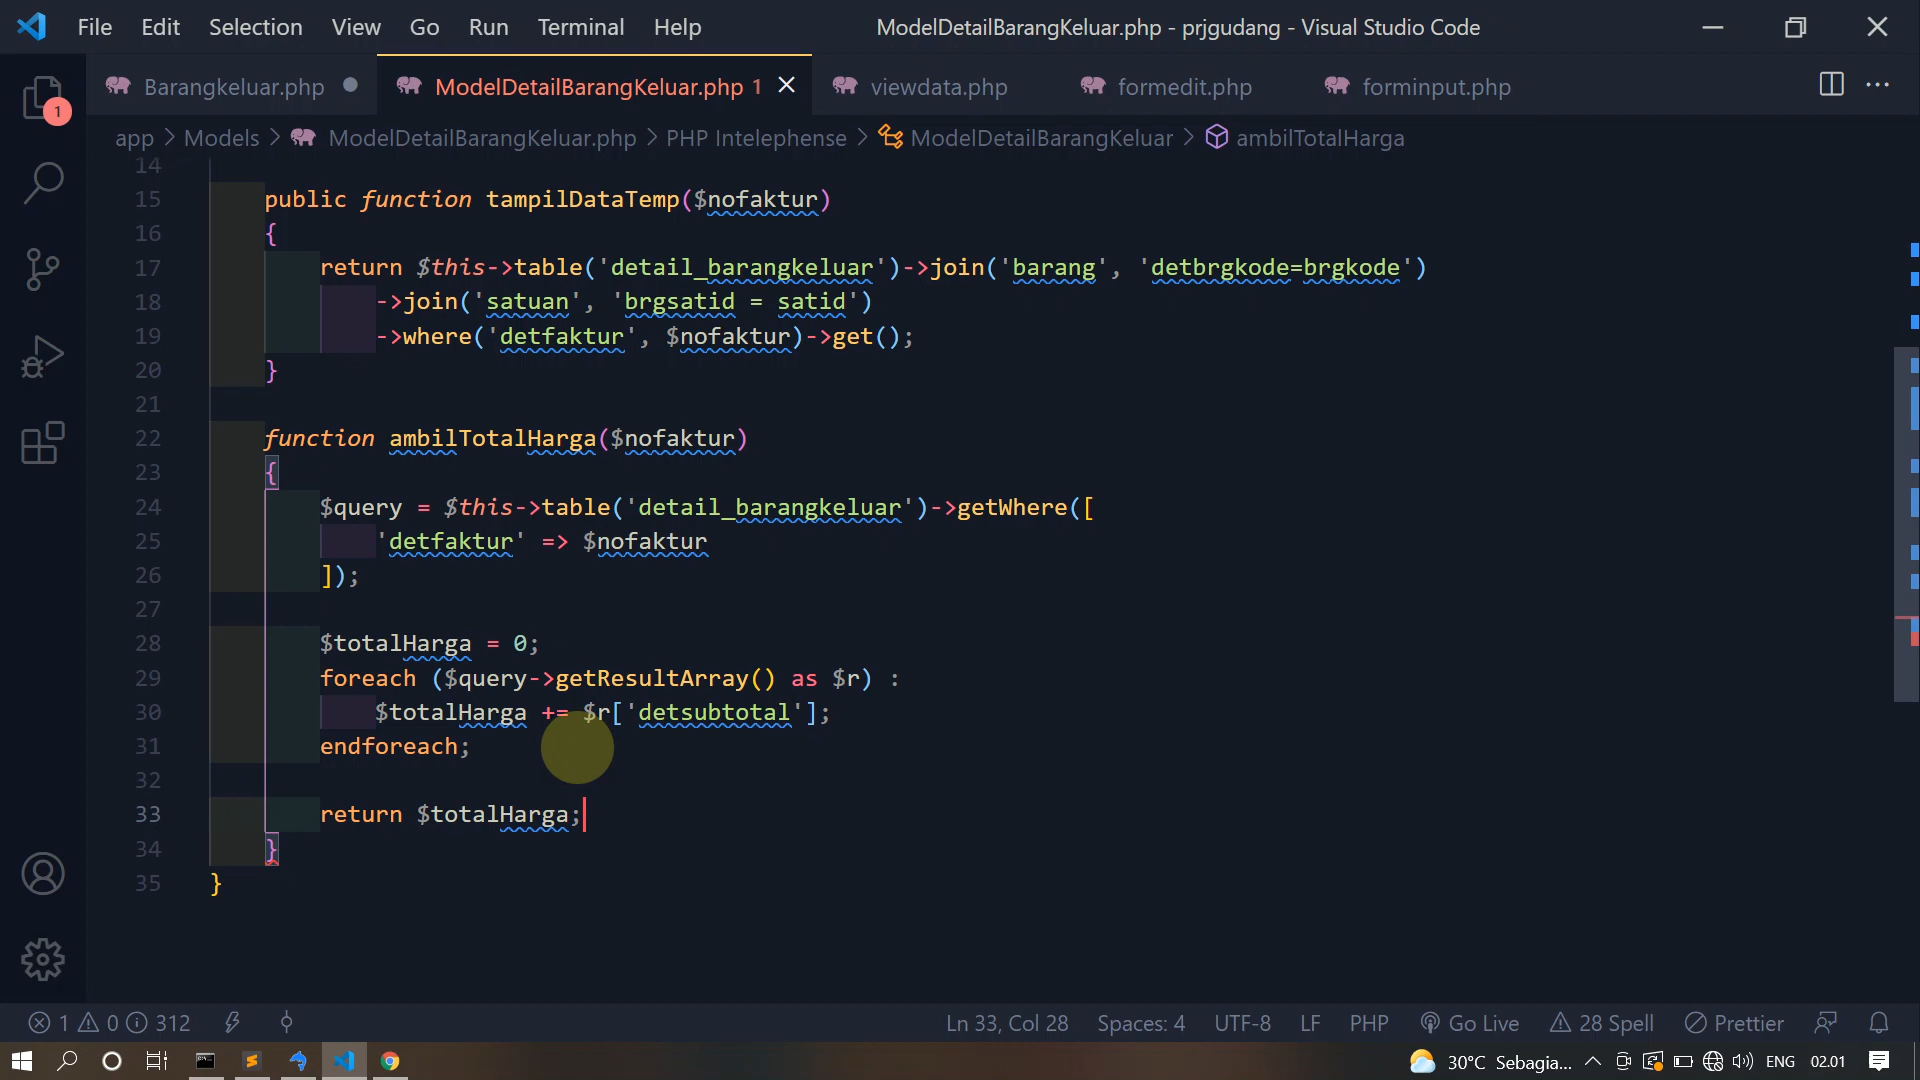 File Edit Selection View Go Run Terminal Help ModelDetailBarangKeluar.php - prjgudang - Visual Studio Code
Barangkeluar.php ModelDetailBarangKeluar.php 1 viewdata.php formedit.php forminput.php
app > Models > ModelDetailBarangKeluar.php > PHP Intelephense > ModelDetailBarangKeluar > ambilTotalHarga
1
14
15 public function tampilDataTemp($nofaktur)
16 {
17 return $this->table('detail_barangkeluar')->join('barang', 'detbrgkode=brgkode')
18 ->join('satuan', 'brgsatid = satid')
19 ->where('detfaktur', $nofaktur)->get();
20 }
21
22 function ambilTotalHarga($nofaktur)
23 {
24 $query = $this->table('detail_barangkeluar')->getWhere([
25 'detfaktur' => $nofaktur
26 ]);
27
28 $totalHarga = 0;
29 foreach ($query->getResultArray() as $r) :
30 $totalHarga += $r['detsubtotal'];
31 endforeach;
32
33 return $totalHarga;
34 }
35 }
1 0 312 Ln 33, Col 28 Spaces: 4 UTF-8 LF PHP Go Live 28 Spell Prettier
30°C Sebagia... ENG 02.01